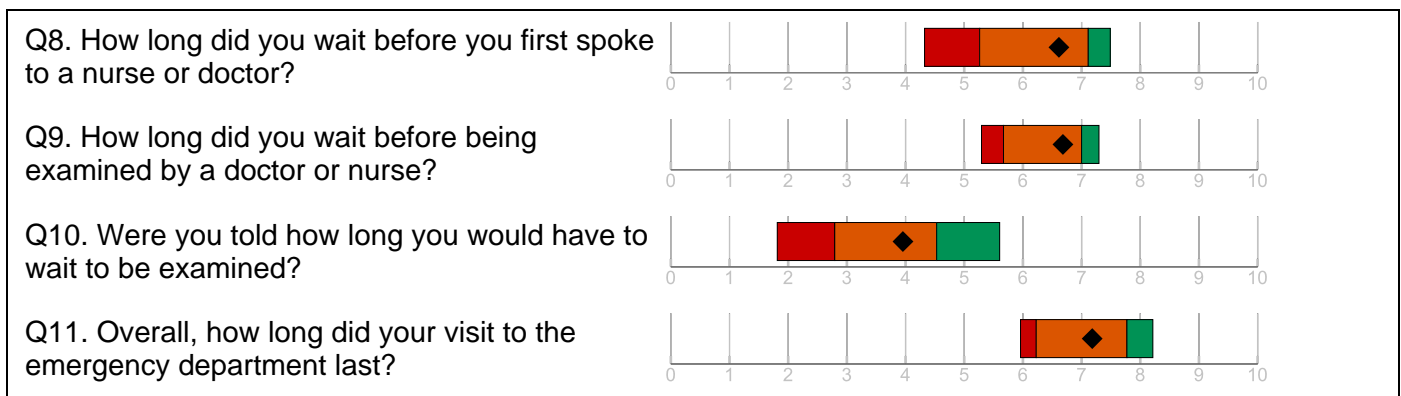 Q8. How long did you wait before you first spoke
to a nurse or doctor?
0 1 2 3 4 5 6 7 8 9 10
Q9. How long did you wait before being
examined by a doctor or nurse?
0 1 2 3 4 5 6 7 8 9 10
Q10. Were you told how long you would have to
wait to be examined?
0 1 2 3 4 5 6 7 8 9 10
Q11. Overall, how long did your visit to the
emergency department last?
0 1 2 3 4 5 6 7 8 9 10